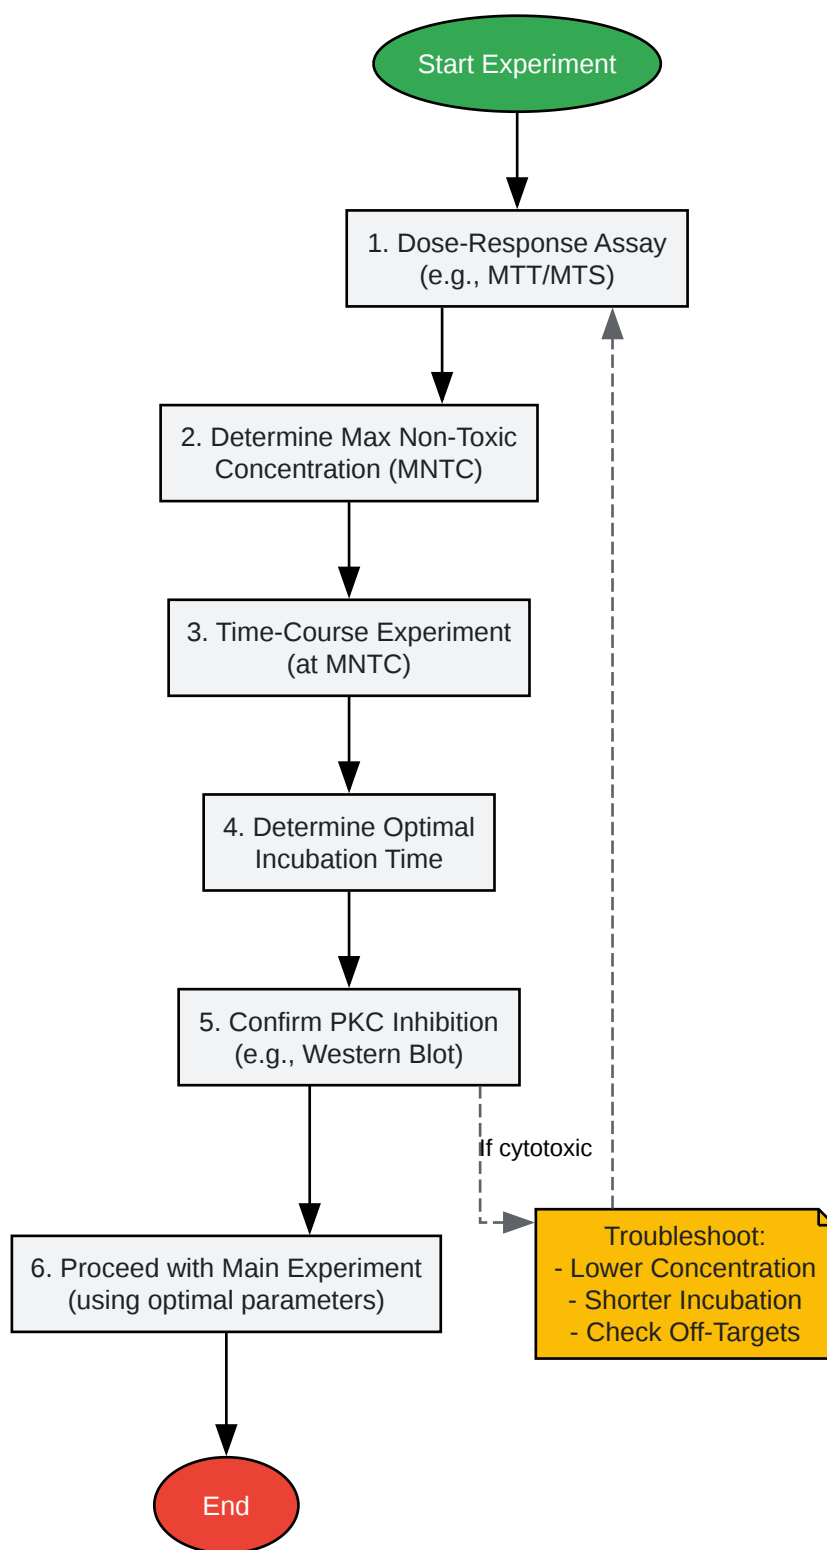 Start Experiment
1. Dose-Response Assay
(e.g., MTT/MTS)
2. Determine Max Non-Toxic
Concentration (MNTC)
3. Time-Course Experiment
(at MNTC)
4. Determine Optimal
Incubation Time
5. Confirm PKC Inhibition
(e.g., Western Blot)
If cytotoxic
Troubleshoot:
- Lower Concentration
- Shorter Incubation
- Check Off-Targets
6. Proceed with Main Experiment
(using optimal parameters)
End